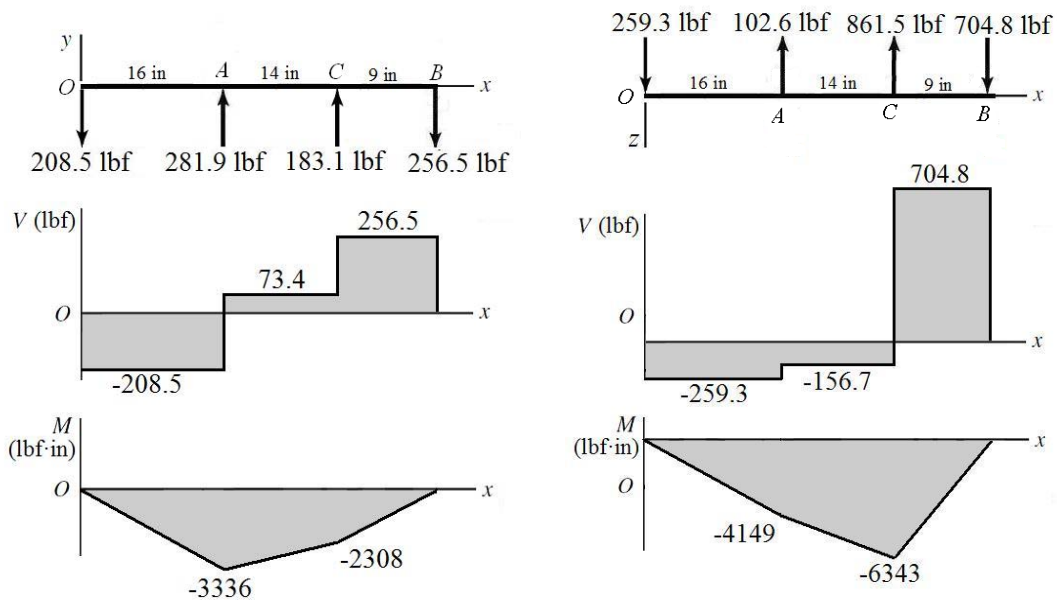 y
16 in A 14 in C 9 in B
O x
208.5 lbf 281.9 lbf 183.1 lbf 256.5 lbf
V (lbf)
256.5
73.4
O x
-208.5
M
(lbf·in)
O x
-2308
-3336
259.3 lbf 102.6 lbf 861.5 lbf 704.8 lbf
16 in 14 in 9 in
O x
A C B
z
704.8
V (lbf)
O
x
-259.3 -156.7
M
(lbf·in)
x
O
-4149
-6343